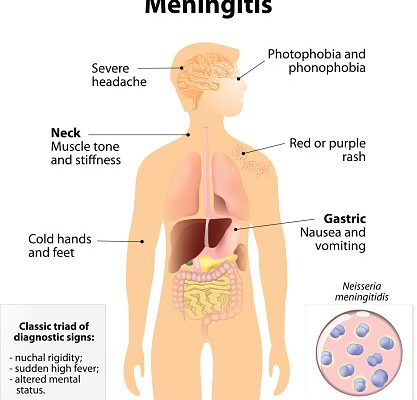 Meningitis
Severe
headache
Photophobia and
phonophobia
Neck
Muscle tone
and stiffness
Red or purple
rash
Gastric
Nausea and
vomiting
Cold hands
and feet
Classic triad of
diagnostic signs:
- nuchal rigidity;
- sudden high fever;
- altered mental
status.
Neisseria
meningitidis